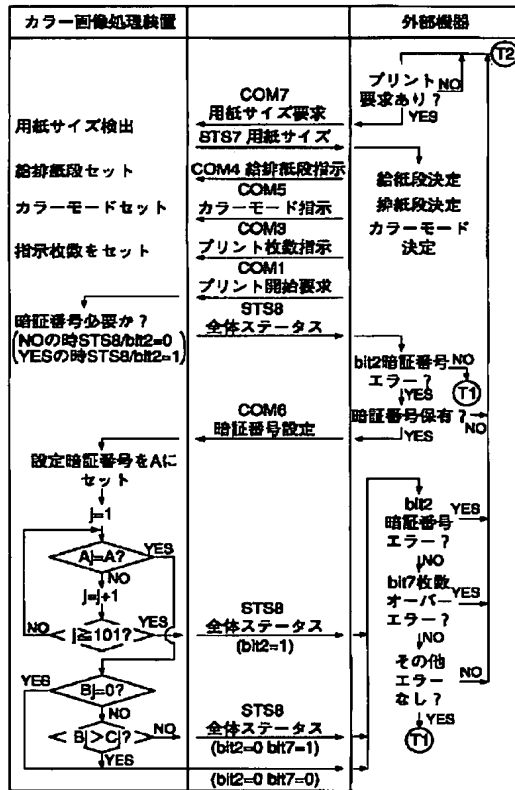 カラー画像処理装置
外部機器
T2
プリント
要求あり？
NO
YES
COM7
用紙サイズ要求
用紙サイズ検出
STS7 用紙サイズ
給排紙段セット
COM4 給排紙段指示
給紙段決定
排紙段決定
カラーモード
決定
COM5
カラーモードセット
カラーモード指示
COM3
指示枚数をセット
プリント枚数指示
COM1
プリント開始要求
暗証番号必要か？
(NOの時STS8/bit2=0
YESの時STS8/bit2=1)
STS8
全体ステータス
bit2暗証番号
エラー？
NO
T1
YES
暗証番号保有？
NO
YES
COM6
暗証番号設定
設定暗証番号をAに
セット
j=1
Aj=A?
YES
NO
j=j+1
j≧101?
NO
YES
STS8
全体ステータス
(bit2=1)
Bj=0?
YES
NO
Bj>Cj?
NO
YES
STS8
全体ステータス
(bit2=0 bit7=1)
(bit2=0 bit7=0)
bit2
暗証番号
エラー？
YES
NO
bit7枚数
オーバー
エラー？
YES
NO
その他
エラー
なし？
NO
YES
T1